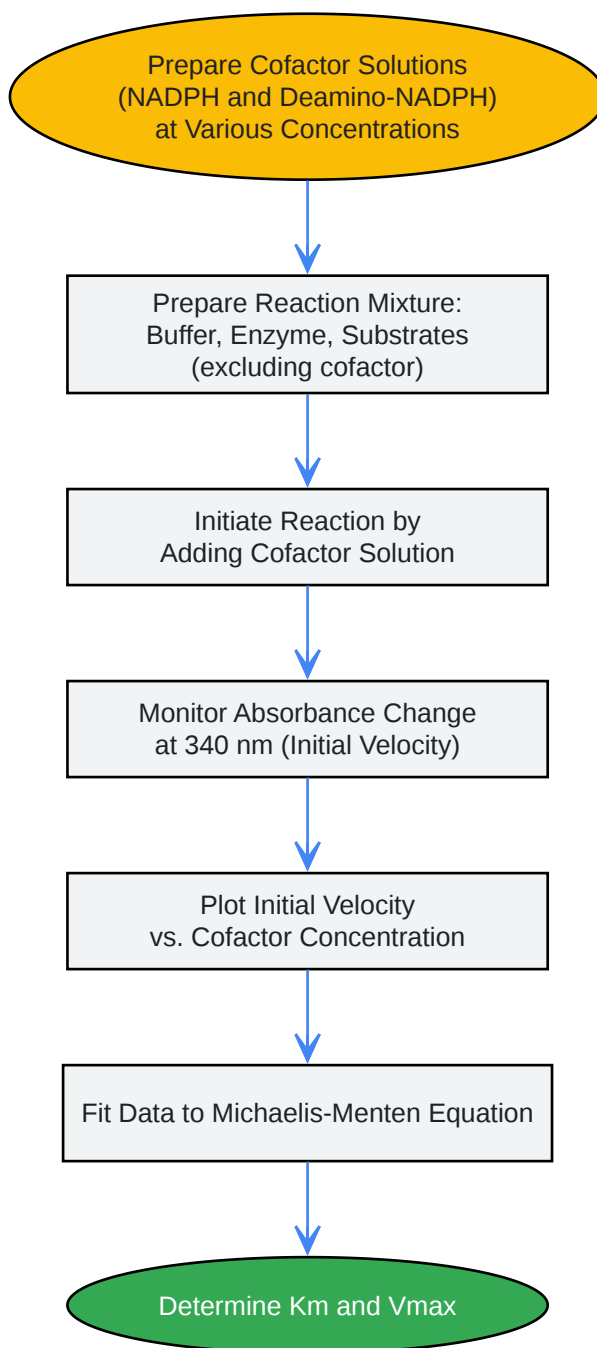 Prepare Cofactor Solutions
(NADPH and Deamino-NADPH)
at Various Concentrations
Prepare Reaction Mixture:
Buffer, Enzyme, Substrates
(excluding cofactor)
Initiate Reaction by
Adding Cofactor Solution
Monitor Absorbance Change
at 340 nm (Initial Velocity)
Plot Initial Velocity
vs. Cofactor Concentration
Fit Data to Michaelis-Menten Equation
Determine Km and Vmax